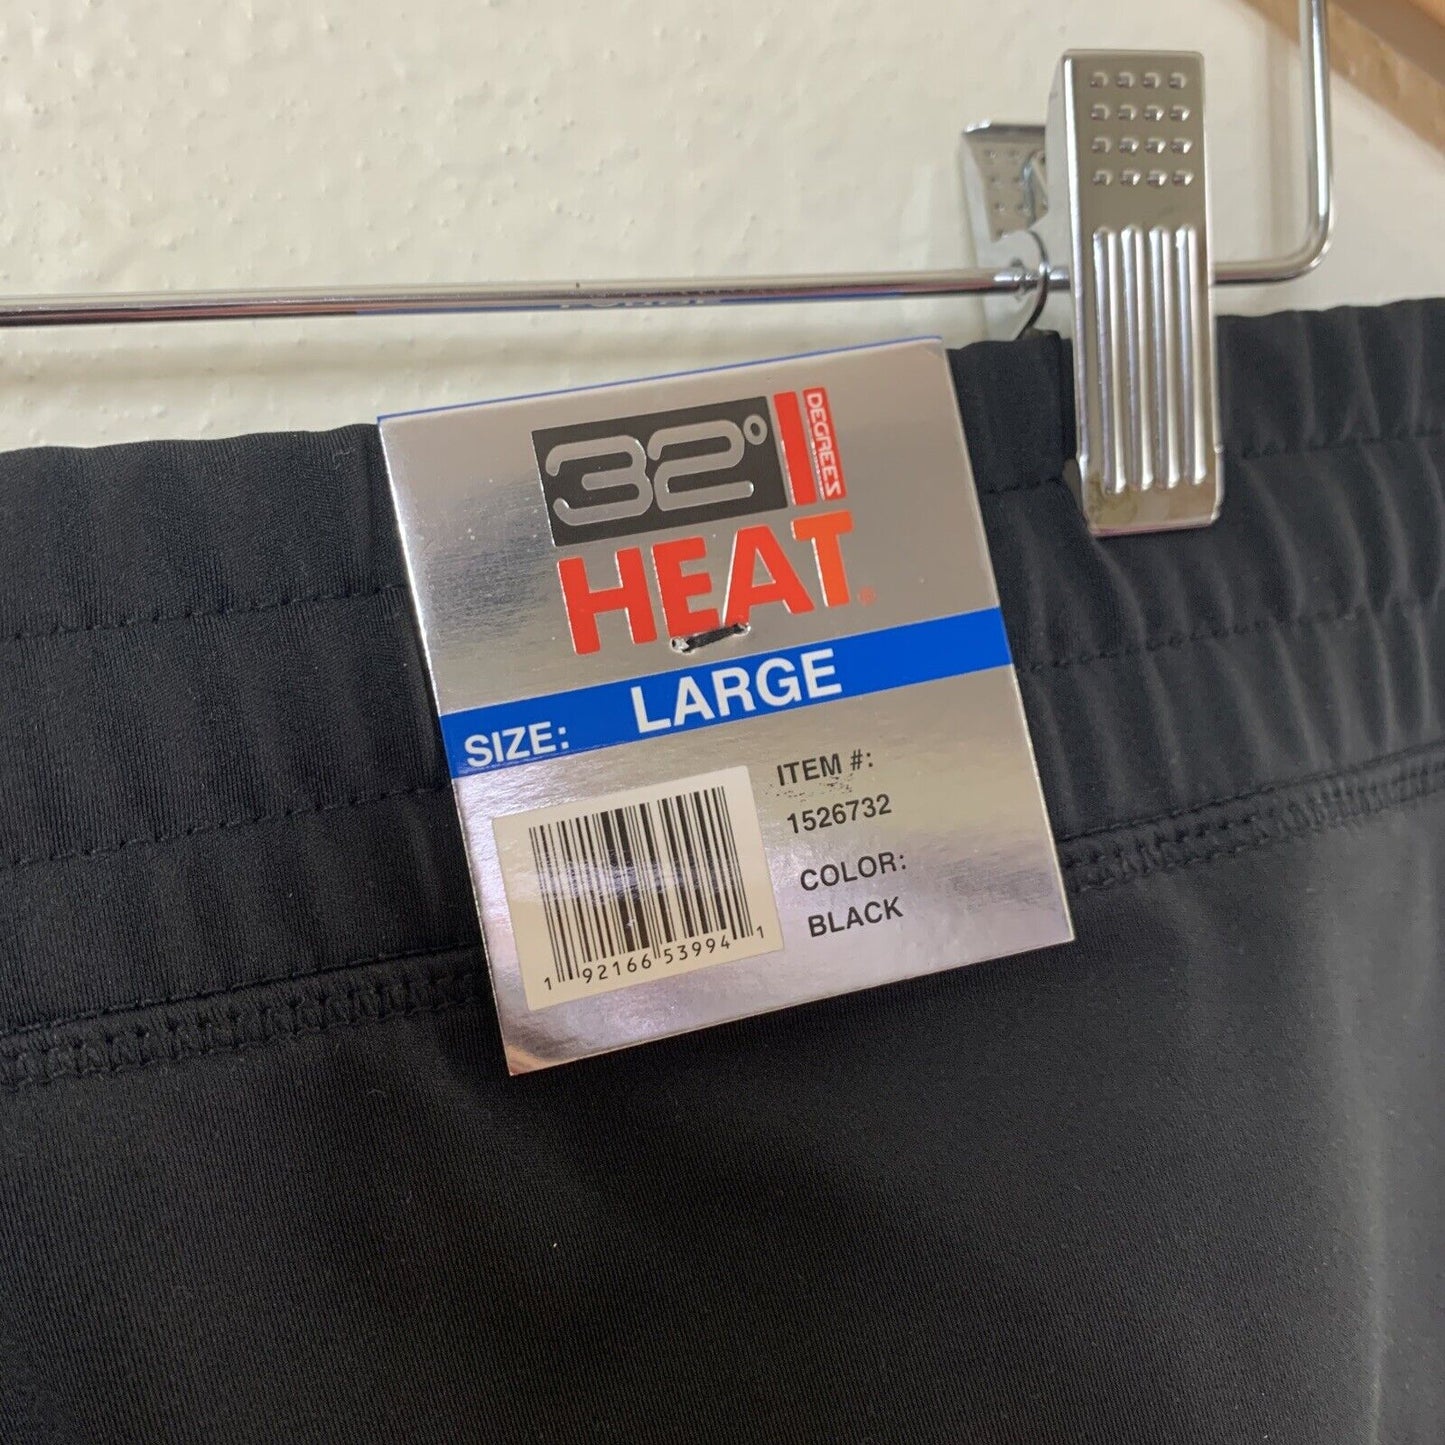 32° DEGREES
HEAT®
SIZE: LARGE
ITEM #:
1526732
COLOR:
BLACK
1 92166 53994 1